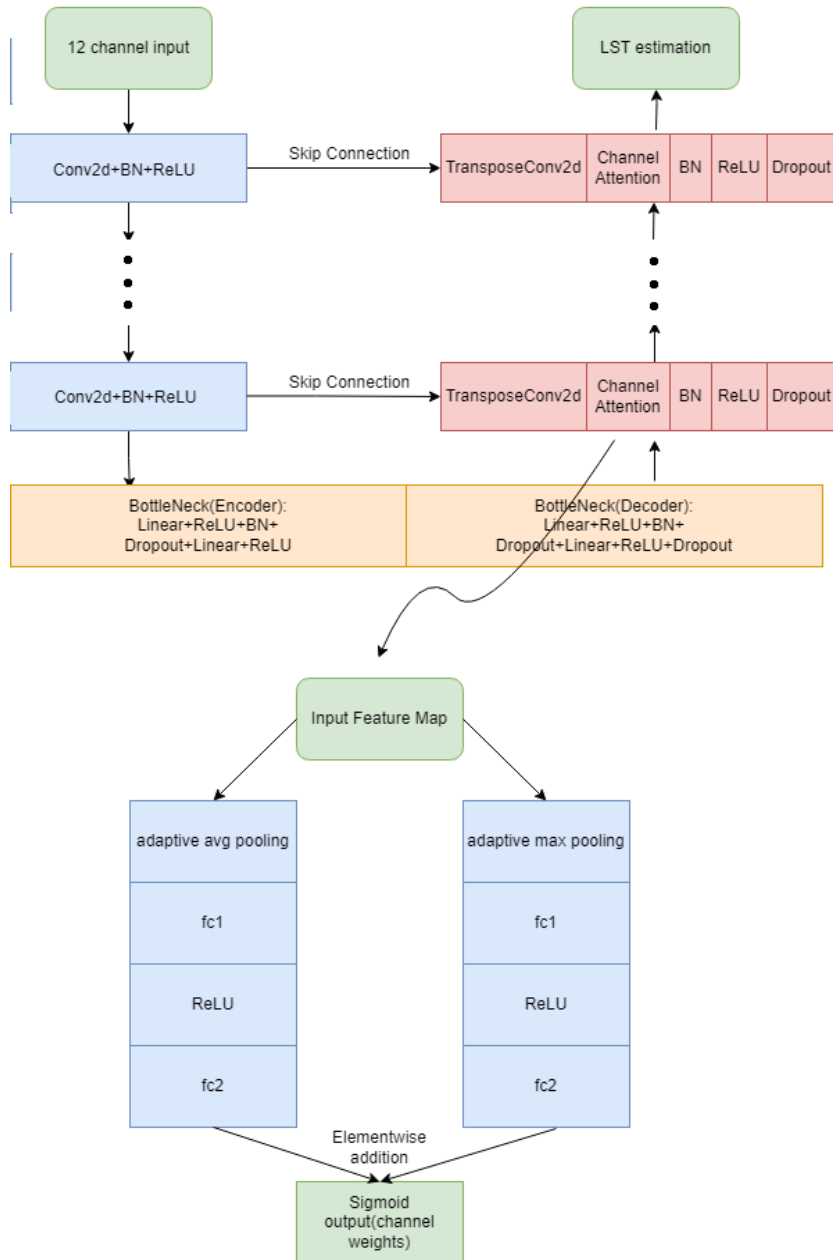 12 channel input
LST estimation
Conv2d+BN+ReLU
Skip Connection
TransposeConv2d
Channel
Attention
BN
ReLU
Dropout
Conv2d+BN+ReLU
Skip Connection
TransposeConv2d
Channel
Attention
BN
ReLU
Dropout
BottleNeck(Encoder):
Linear+ReLU+BN+
Dropout+Linear+ReLU
BottleNeck(Decoder):
Linear+ReLU+BN+
Dropout+Linear+ReLU+Dropout
Input Feature Map
adaptive avg pooling
fc1
ReLU
fc2
adaptive max pooling
fc1
ReLU
fc2
Elementwise
addition
Sigmoid
output(channel
weights)